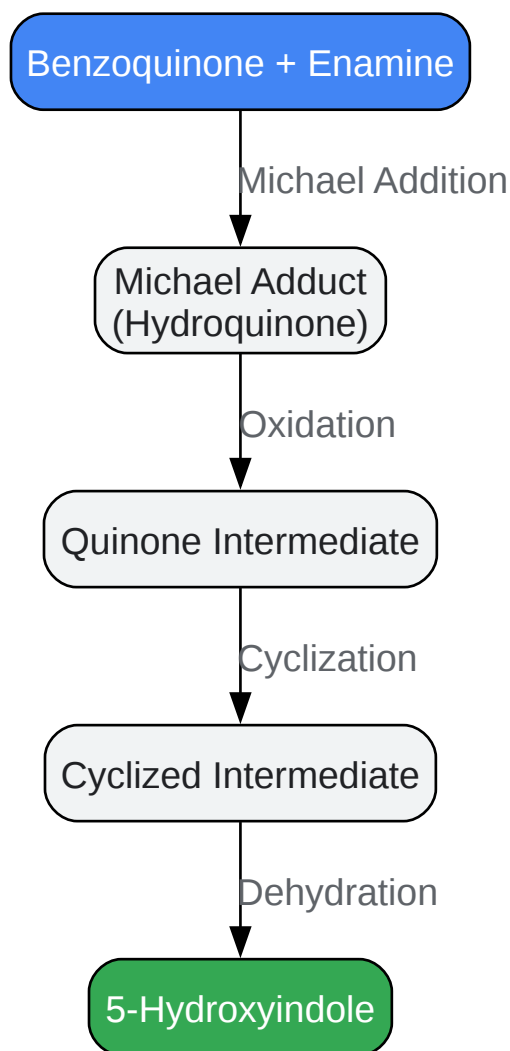 Benzoquinone + Enamine
Michael Addition
Michael Adduct
(Hydroquinone)
Oxidation
Quinone Intermediate
Cyclization
Cyclized Intermediate
Dehydration
5-Hydroxyindole